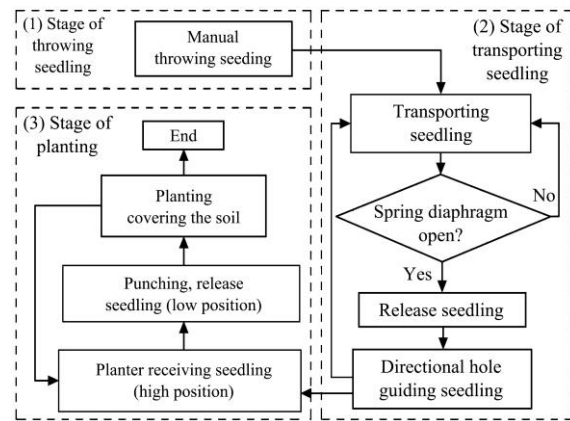 (1) Stage of
throwing
seedling
Manual
throwing seeding
(2) Stage of
transporting
seedling
Transporting
seedling
Spring diaphragm
open?
No
Yes
Release seedling
Directional hole
guiding seedling
(3) Stage of
planting
End
Planting
covering the soil
Punching, release
seedling (low position)
Planter receiving seedling
(high position)